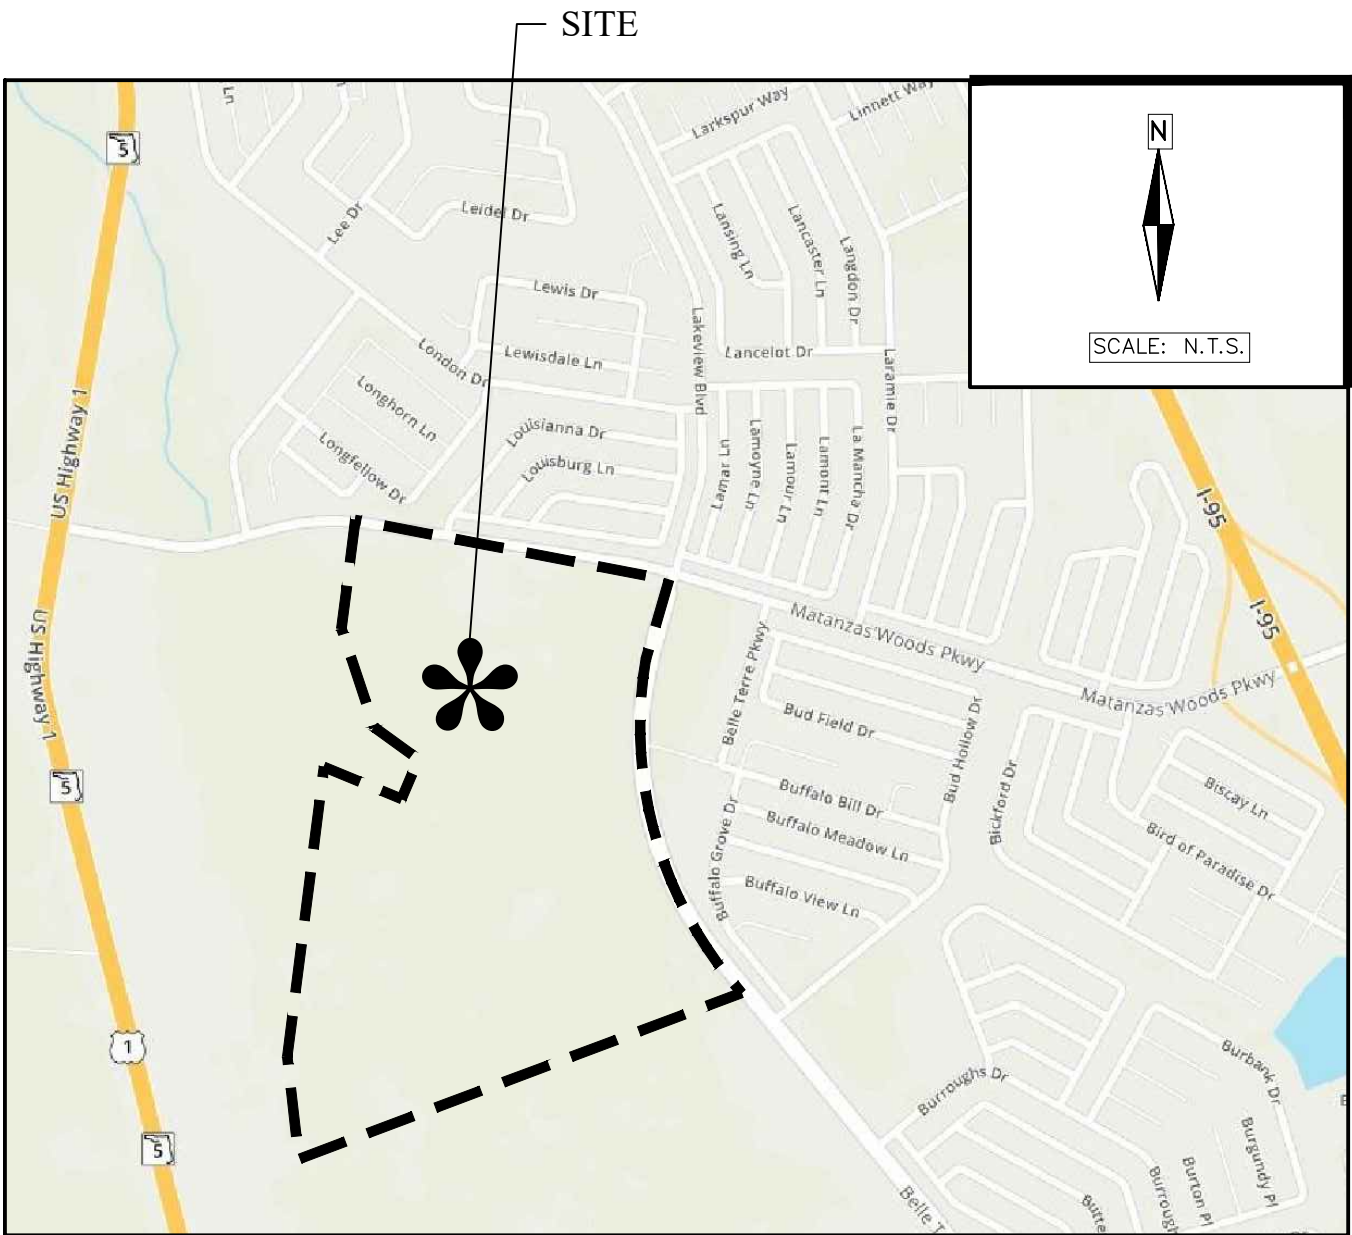 SITE
N
SCALE: N.T.S.
Ln
Larkspur Way
Linnett Way
5
Lee Dr
Leidel Dr
Lansing Ln
Lancaster Ln
Langdon Dr
Lewis Dr
Lakeview Blvd
London Dr
Lewisdale Ln
Lancelot Dr
Laramie Dr
US Highway 1
Longhorn Ln
Louisianna Dr
Longfellow Dr
Louisburg Ln
Lamar Ln
Lamoyne Ln
Lamour Ln
Lamont Ln
La Mancha Dr
I-95
I-95
US Highway 1
Matanzas Woods Pkwy
Matanzas Woods Pkwy
Belle Terre Pkwy
Bud Field Dr
Bud Hollow Dr
5
Buffalo Bill Dr
Bickford Dr
Biscay Ln
Buffalo Grove Dr
Buffalo Meadow Ln
Bird of Paradise Dr
Buffalo View Ln
1
Burroughs Dr
Burbank Dr
5
Burgundy Pl
Burton Pl
Burrough
Butte
Belle T